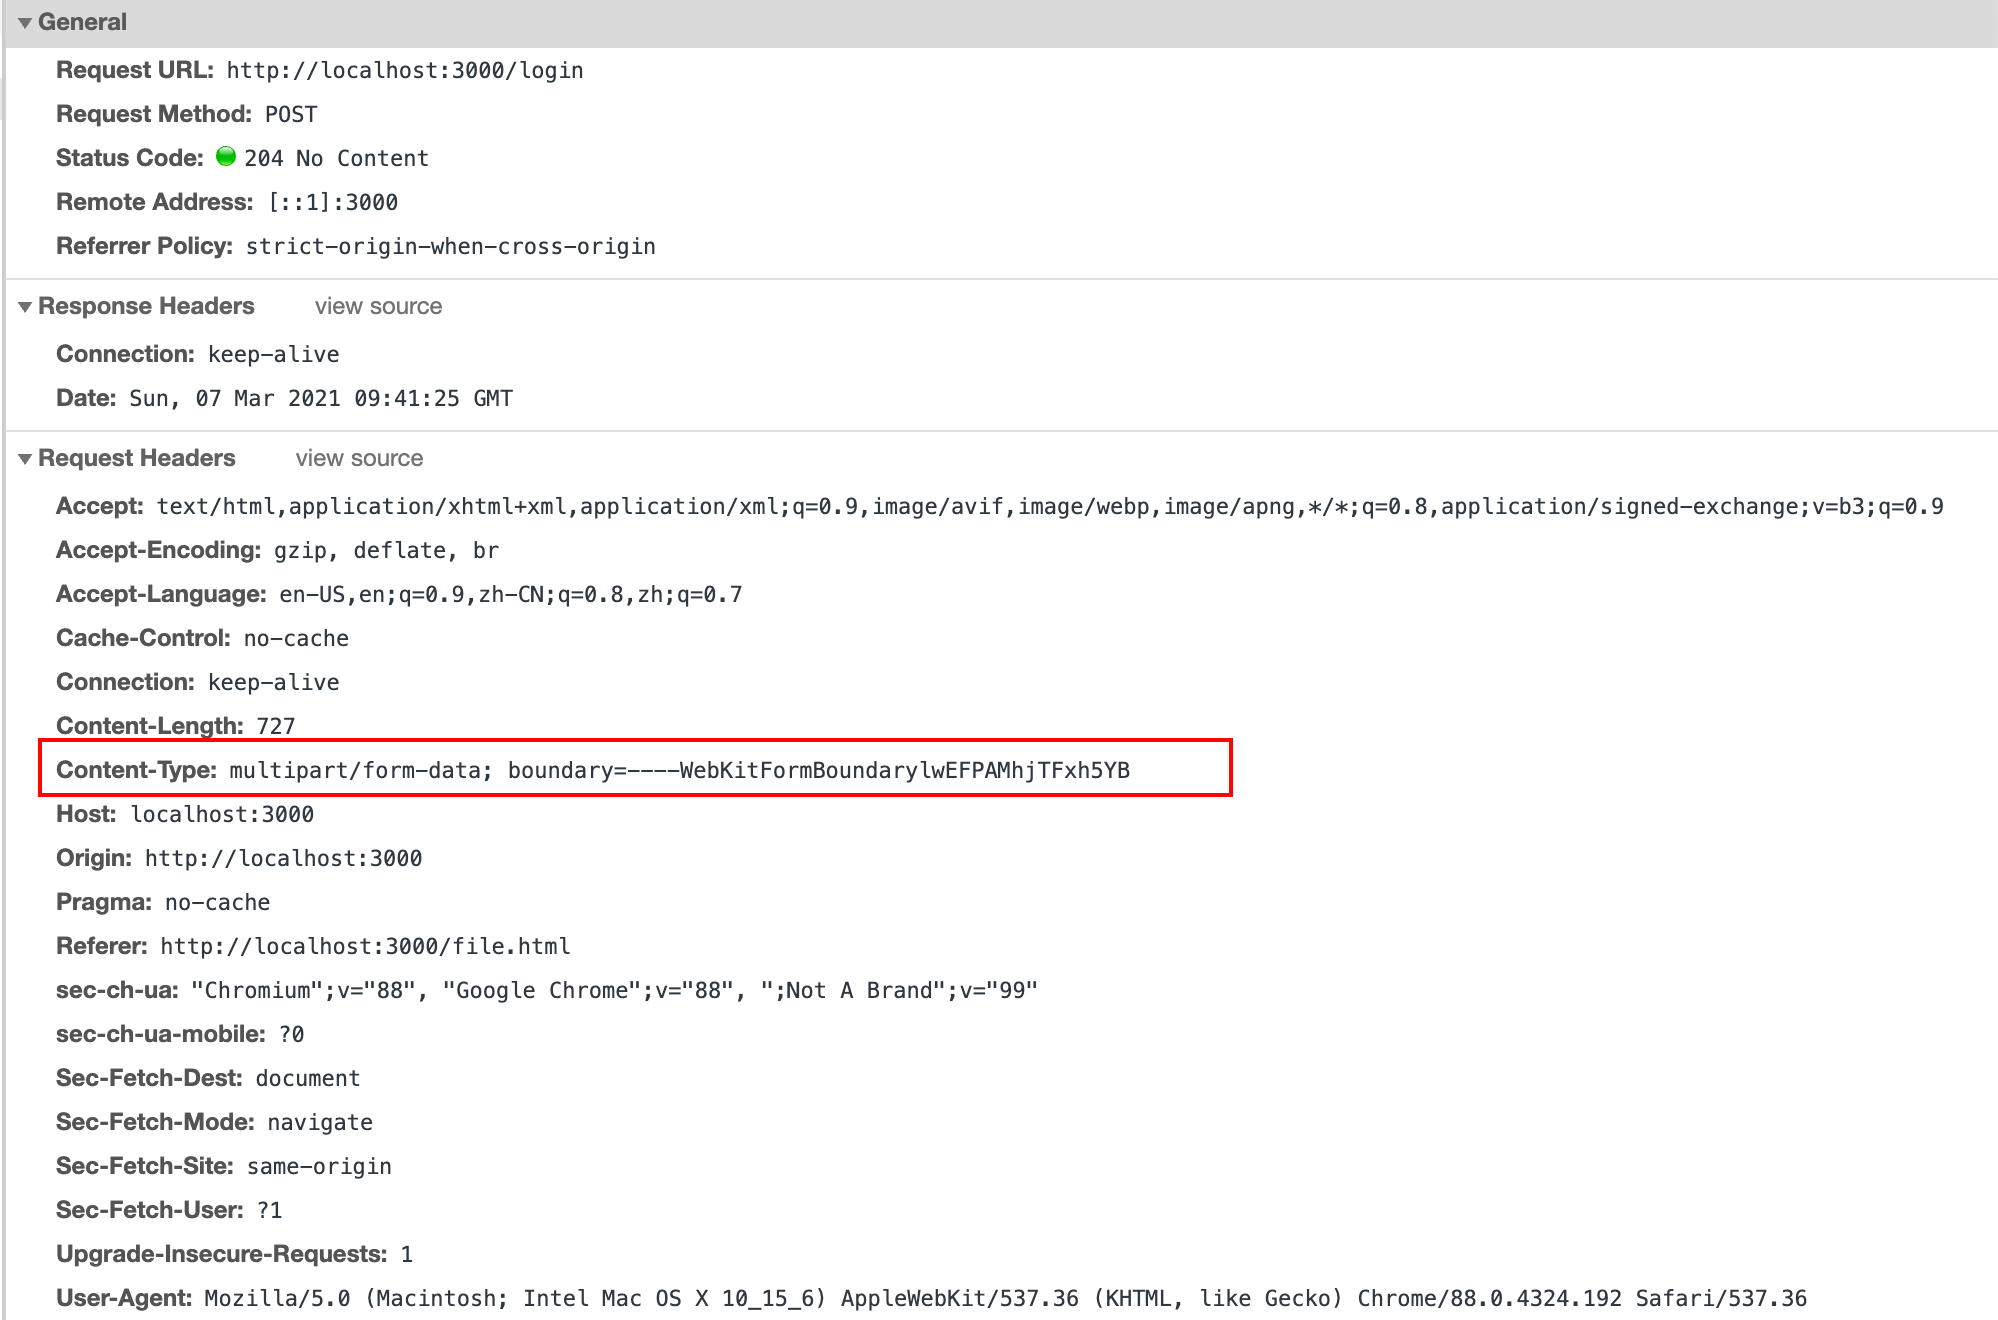 General
Request URL: http://localhost:3000/login
Request Method: POST
Status Code: 204 No Content
Remote Address: [::1]:3000
Referrer Policy: strict-origin-when-cross-origin
Response Headers view source
Connection: keep-alive
Date: Sun, 07 Mar 2021 09:41:25 GMT
Request Headers view source
Accept: text/html,application/xhtml+xml,application/xml;q=0.9,image/avif,image/webp,image/apng,*/*;q=0.8,application/signed-exchange;v=b3;q=0.9
Accept-Encoding: gzip, deflate, br
Accept-Language: en-US,en;q=0.9,zh-CN;q=0.8,zh;q=0.7
Cache-Control: no-cache
Connection: keep-alive
Content-Length: 727
Content-Type: multipart/form-data; boundary=----WebKitFormBoundarylwEFPAMhjTFxh5YB
Host: localhost:3000
Origin: http://localhost:3000
Pragma: no-cache
Referer: http://localhost:3000/file.html
sec-ch-ua: "Chromium";v="88", "Google Chrome";v="88", ";Not A Brand";v="99"
sec-ch-ua-mobile: ?0
Sec-Fetch-Dest: document
Sec-Fetch-Mode: navigate
Sec-Fetch-Site: same-origin
Sec-Fetch-User: ?1
Upgrade-Insecure-Requests: 1
User-Agent: Mozilla/5.0 (Macintosh; Intel Mac OS X 10_15_6) AppleWebKit/537.36 (KHTML, like Gecko) Chrome/88.0.4324.192 Safari/537.36